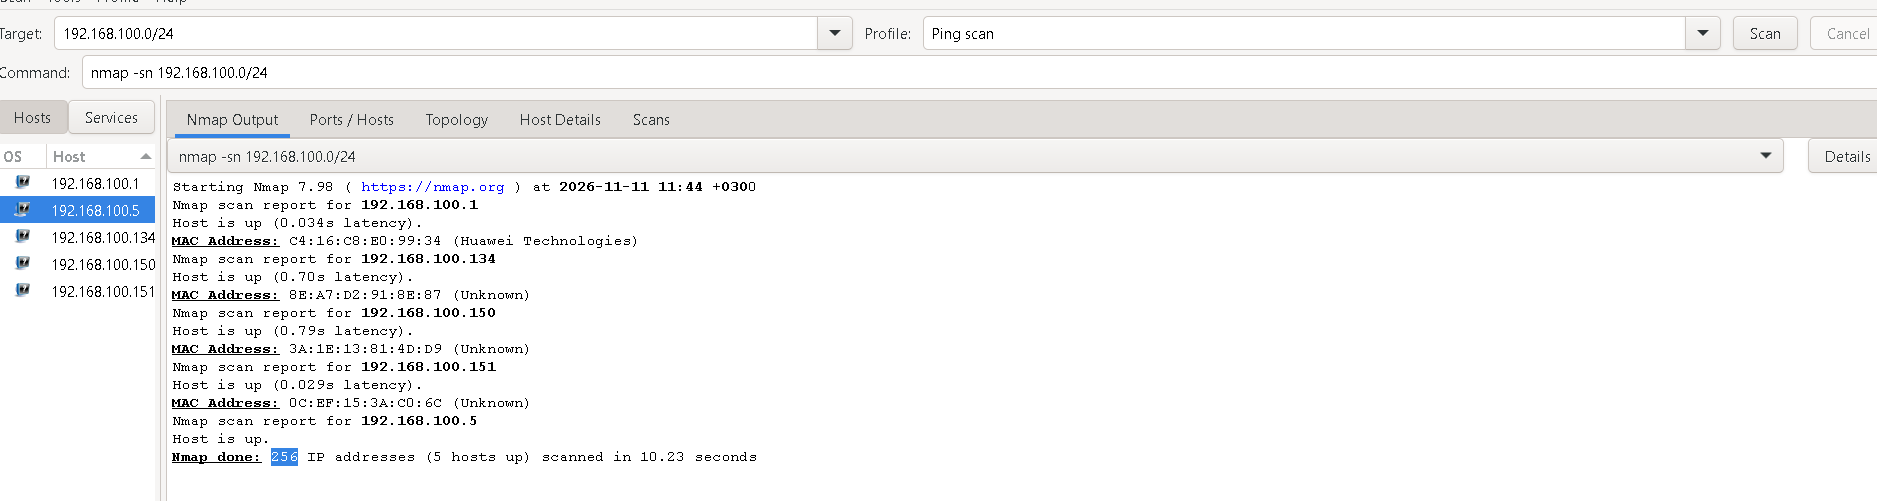 Scan Tools Profile Help
Target: 192.168.100.0/24 Profile: Ping scan Scan Cancel
Command: nmap -sn 192.168.100.0/24
Hosts Services
Nmap Output Ports / Hosts Topology Host Details Scans
OS Host
nmap -sn 192.168.100.0/24 Details
192.168.100.1
192.168.100.5
192.168.100.134
192.168.100.150
192.168.100.151
Starting Nmap 7.98 ( https://nmap.org ) at 2026-11-11 11:44 +0300
Nmap scan report for 192.168.100.1
Host is up (0.034s latency).
MAC Address: C4:16:C8:E0:99:34 (Huawei Technologies)
Nmap scan report for 192.168.100.134
Host is up (0.70s latency).
MAC Address: 8E:A7:D2:91:8E:87 (Unknown)
Nmap scan report for 192.168.100.150
Host is up (0.79s latency).
MAC Address: 3A:1E:13:81:4D:D9 (Unknown)
Nmap scan report for 192.168.100.151
Host is up (0.029s latency).
MAC Address: 0C:EF:15:3A:C0:6C (Unknown)
Nmap scan report for 192.168.100.5
Host is up.
Nmap done: 256 IP addresses (5 hosts up) scanned in 10.23 seconds